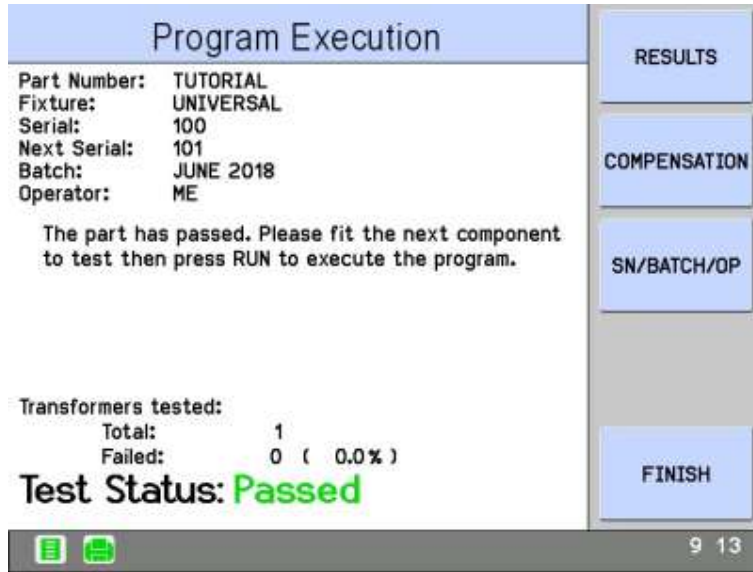 Program Execution
Part Number: TUTORIAL
Fixture: UNIVERSAL
Serial: 100
Next Serial: 101
Batch: JUNE 2018
Operator: ME
The part has passed. Please fit the next component
to test then press RUN to execute the program.
Transformers tested:
Total: 1
Failed: 0 ( 0.0% )
Test Status: Passed
RESULTS
COMPENSATION
SN/BATCH/OP
FINISH
9 13